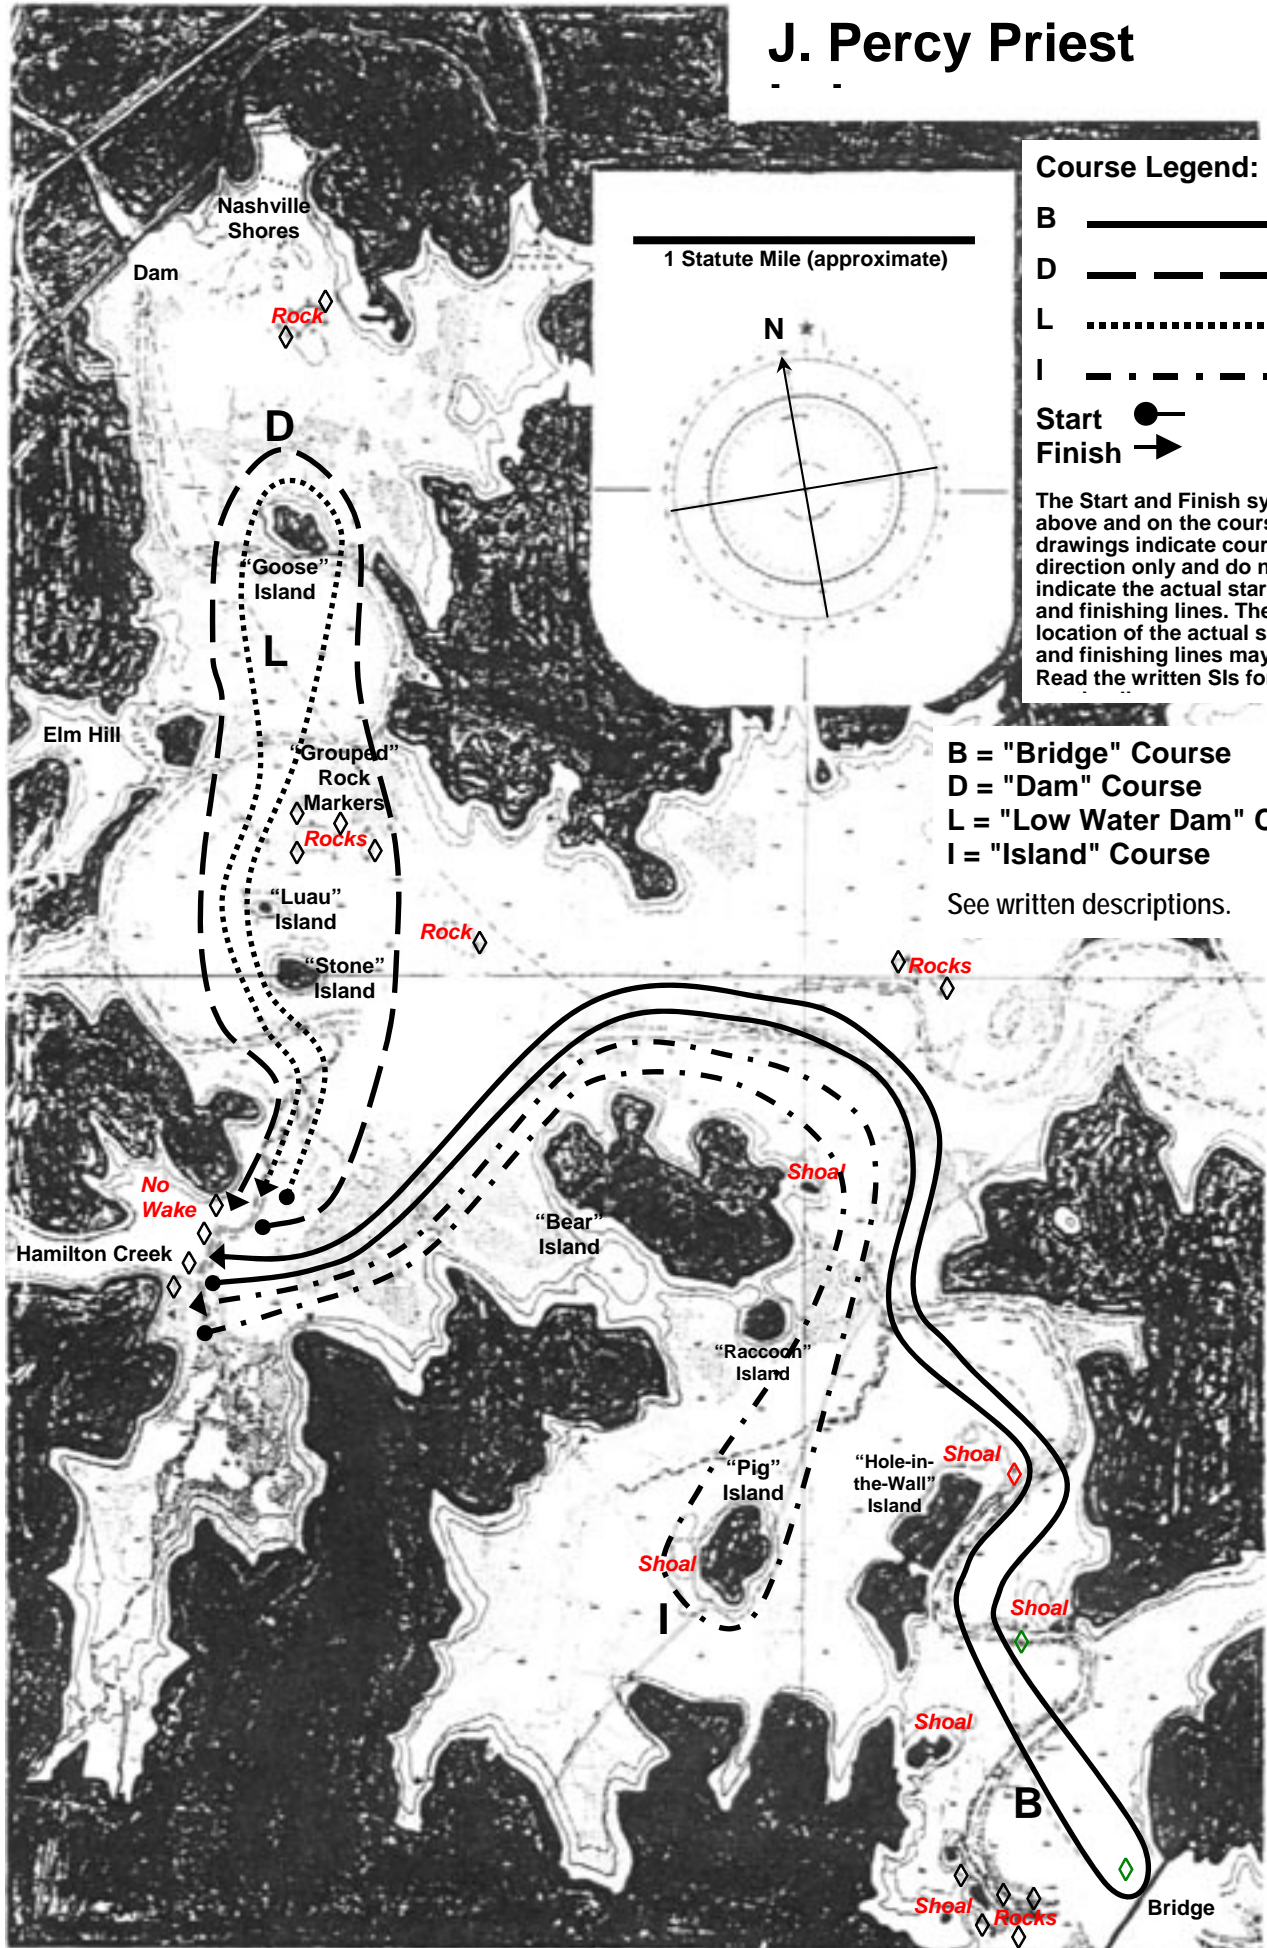 J. Percy Priest
Course Legend:
B
D
L
I
Start
Finish
The Start and Finish sy
above and on the cours
drawings indicate cour
direction only and do n
indicate the actual star
and finishing lines. The
location of the actual s
and finishing lines may
Read the written SIs fo
1 Statute Mile (approximate)
N
B = "Bridge" Course
D = "Dam" Course
L = "Low Water Dam" C
I = "Island" Course
See written descriptions.
Nashville
Shores
Dam
Rock
D
“Goose”
Island
L
Elm Hill
“Grouped”
Rock
Markers
Rocks
“Luau”
Island
Rock
“Stone”
Island
Rocks
No
Wake
Shoal
Hamilton Creek
“Bear”
Island
“Raccoon”
Island
“Pig”
Island
“Hole-in-
the-Wall”
Island
Shoal
Shoal
I
Shoal
Shoal
B
Shoal
Rocks
Bridge